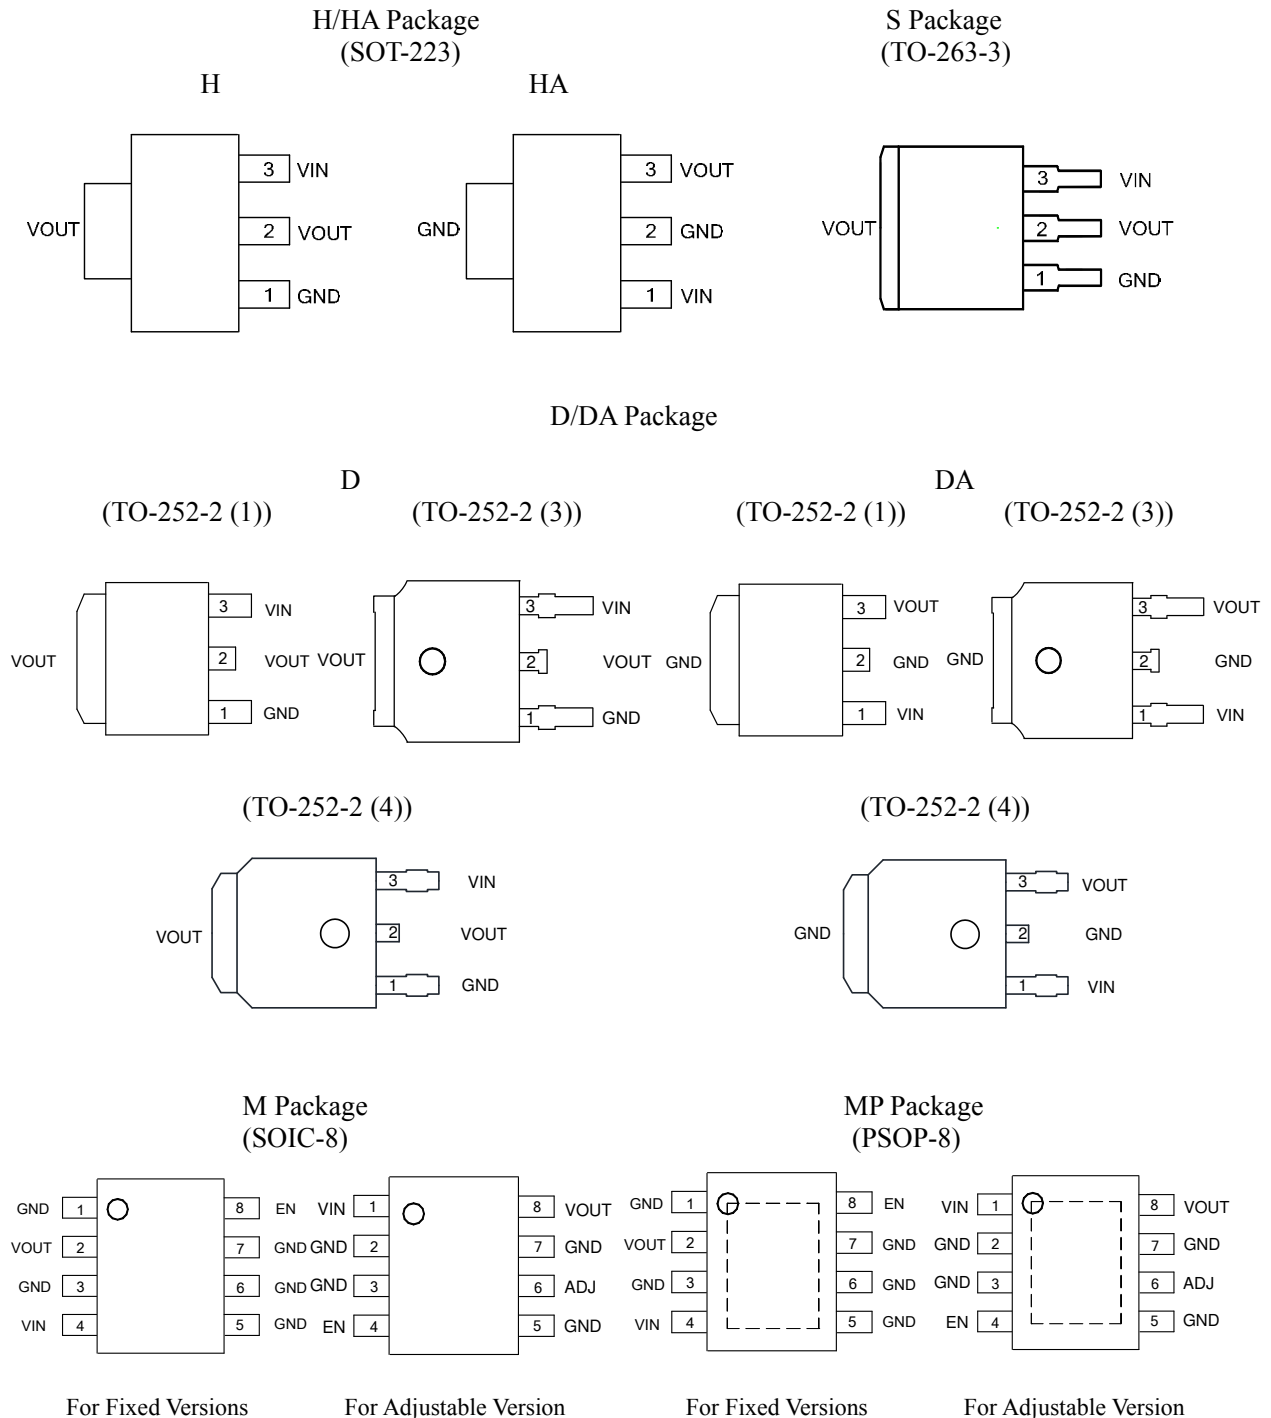 H/HA Package
(SOT-223)
S Package
(TO-263-3)
H
HA
VOUT
3 VIN
2 VOUT
1 GND
GND
3 VOUT
2 GND
1 VIN
VOUT
3 VIN
2 VOUT
1 GND
D/DA Package
D
DA
(TO-252-2 (1))
(TO-252-2 (3))
(TO-252-2 (1))
(TO-252-2 (3))
VOUT
3 VIN
2 VOUT
1 GND
VOUT
3 VIN
2 VOUT
1 GND
GND
3 VOUT
2 GND
1 VIN
GND
3 VOUT
2 GND
1 VIN
(TO-252-2 (4))
(TO-252-2 (4))
VOUT
3 VIN
2 VOUT
1 GND
GND
3 VOUT
2 GND
1 VIN
M Package
(SOIC-8)
MP Package
(PSOP-8)
GND 1
VOUT 2
GND 3
VIN 4
8 EN
7 GND
6 GND
5 GND
VIN 1
GND 2
GND 3
EN 4
8 VOUT
7 GND
6 ADJ
5 GND
GND 1
VOUT 2
GND 3
VIN 4
8 EN
7 GND
6 GND
5 GND
VIN 1
GND 2
GND 3
EN 4
8 VOUT
7 GND
6 ADJ
5 GND
For Fixed Versions
For Adjustable Version
For Fixed Versions
For Adjustable Version